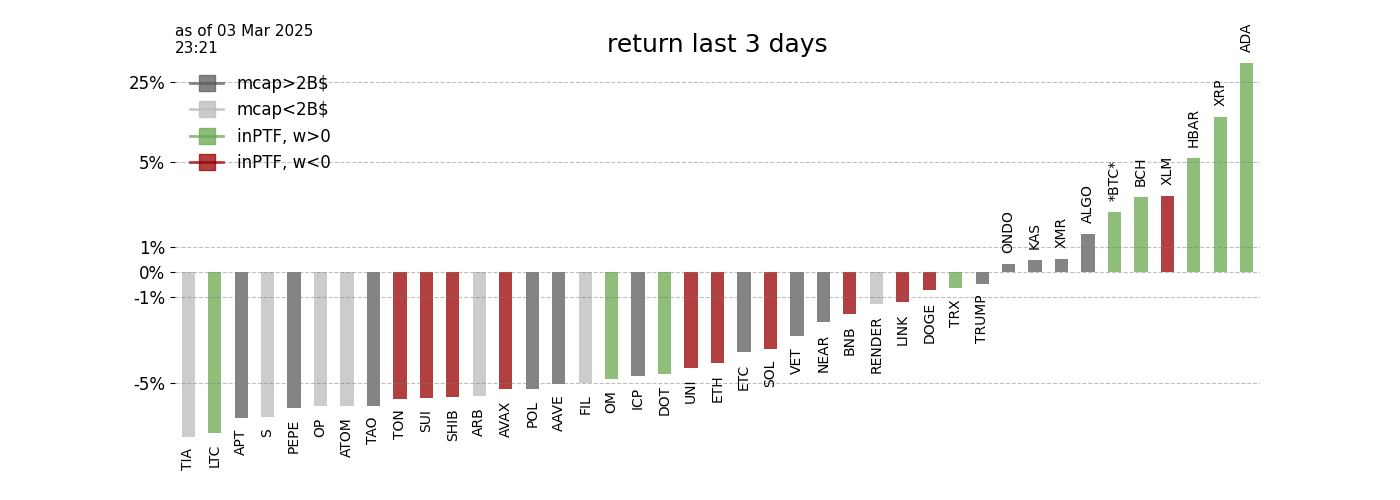 as of 03 Mar 2025
23:21
return last 3 days
mcap>2B$
mcap<2B$
inPTF, w>0
inPTF, w<0
25%
5%
1%
0%
-1%
-5%
TIA
LTC
APT
S
PEPE
OP
ATOM
TAO
TON
SUI
SHIB
ARB
AVAX
POL
AAVE
FIL
OM
ICP
DOT
UNI
ETH
ETC
SOL
VET
NEAR
BNB
RENDER
LINK
DOGE
TRX
TRUMP
ONDO
KAS
XMR
ALGO
*BTC*
BCH
XLM
HBAR
XRP
ADA